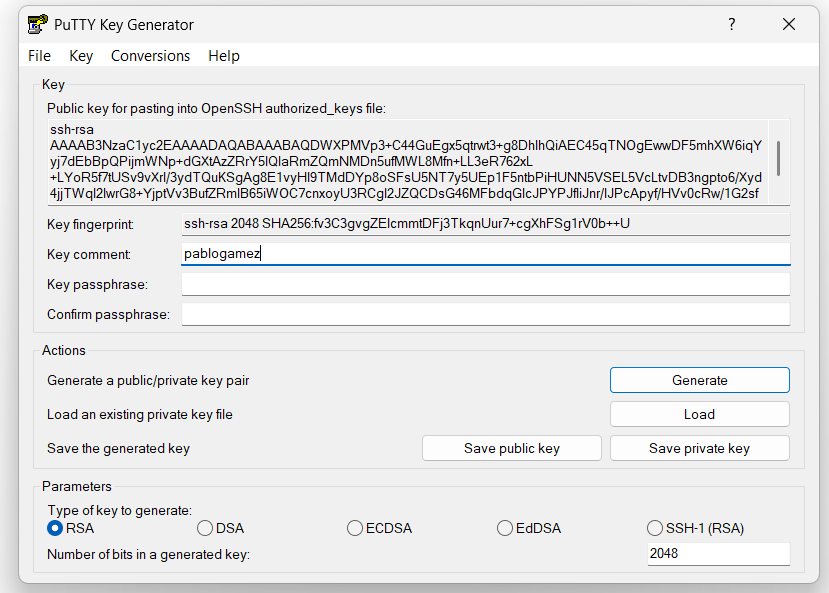 PuTTY Key Generator
?
File Key Conversions Help
Key
Public key for pasting into OpenSSH authorized_keys file:
ssh-rsa
AAAAB3NzaC1yc2EAAAADAQABAAABAQDWXPMVp3+C44GuEgx5qtrwt3+g8DhlhQiAEC45qTNOgEwwDF5mhXW6iqY
yj7dEbBpQPijmWNp+dGXtAzZRrY5lQlaRmZQmNMDn5ufMWL8Mfn+LL3eR762xL
+LYoR5f7tUSv9vXrl/3ydTQuKSgAg8E1vyHl9TMdDYp8oSFsU5NT7y5UEp1F5ntbPiHUNN5VSEL5VcLtvDB3ngpto6/Xyd
4jjTWql2lwrG8+YjptVv3BufZRmlB65iWOC7cnxoyU3RCgl2JZQCDsG46MFbdqGlcJPYPJfliJnr/lJPcApyf/HVv0cRw/1G2sf
Key fingerprint: ssh-rsa 2048 SHA256:fv3C3gvgZElcmmtDFj3TkqnUur7+cgXhFSg1rV0b++U
Key comment: pablogamez
Key passphrase:
Confirm passphrase:
Actions
Generate a public/private key pair Generate
Load an existing private key file Load
Save the generated key Save public key Save private key
Parameters
Type of key to generate:
RSA DSA ECDSA EdDSA SSH-1 (RSA)
Number of bits in a generated key: 2048